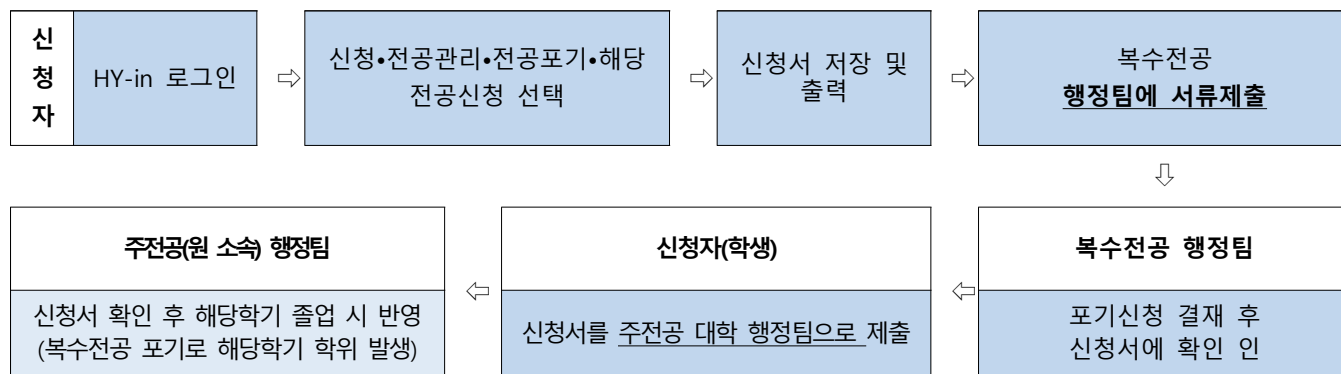 신
청
자
HY-in 로그인
⇨
신청•전공관리•전공포기•해당
전공신청 선택
⇨
신청서 저장 및
출력
⇨
복수전공
행정팀에 서류제출
⇩
주전공(원 소속) 행정팀
신청서 확인 후 해당학기 졸업 시 반영
(복수전공 포기로 해당학기 학위 발생)
⇦
신청자(학생)
신청서를 주전공 대학 행정팀으로 제출
⇦
복수전공 행정팀
포기신청 결재 후
신청서에 확인 인